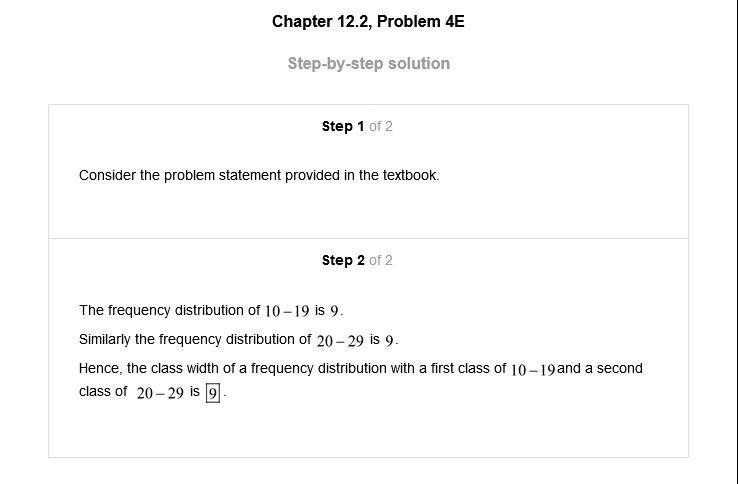 Chapter 12.2, Problem 4E
Step-by-step solution
Step 1 of 2
Consider the problem statement provided in the textbook.
Step 2 of 2
The frequency distribution of 10–19 is 9.
Similarly the frequency distribution of 20–29 is 9.
Hence, the class width of a frequency distribution with a first class of 10–19 and a second
class of 20–29 is 9.